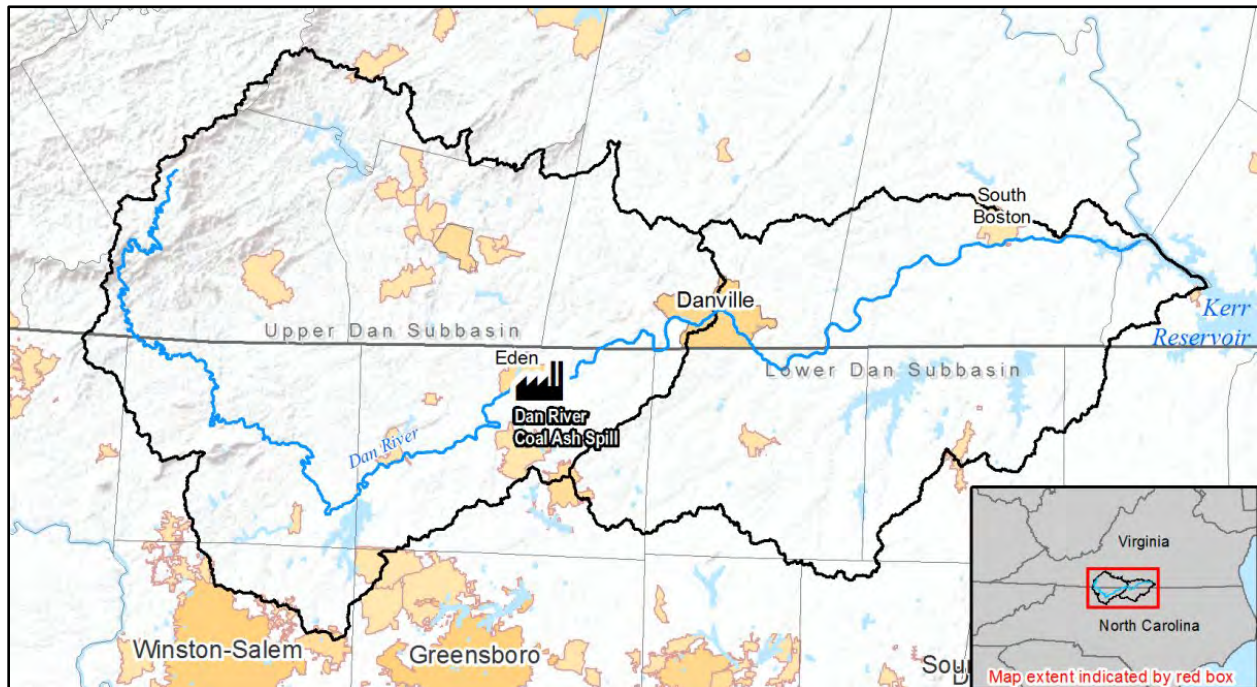 South
Boston
Danville
Kerr
Reservoir
Upper Dan Subbasin
Eden
Lower Dan Subbasin
Dan River
Coal Ash Spill
Dan River
Virginia
North Carolina
Winston-Salem
Greensboro
Map extent indicated by red box